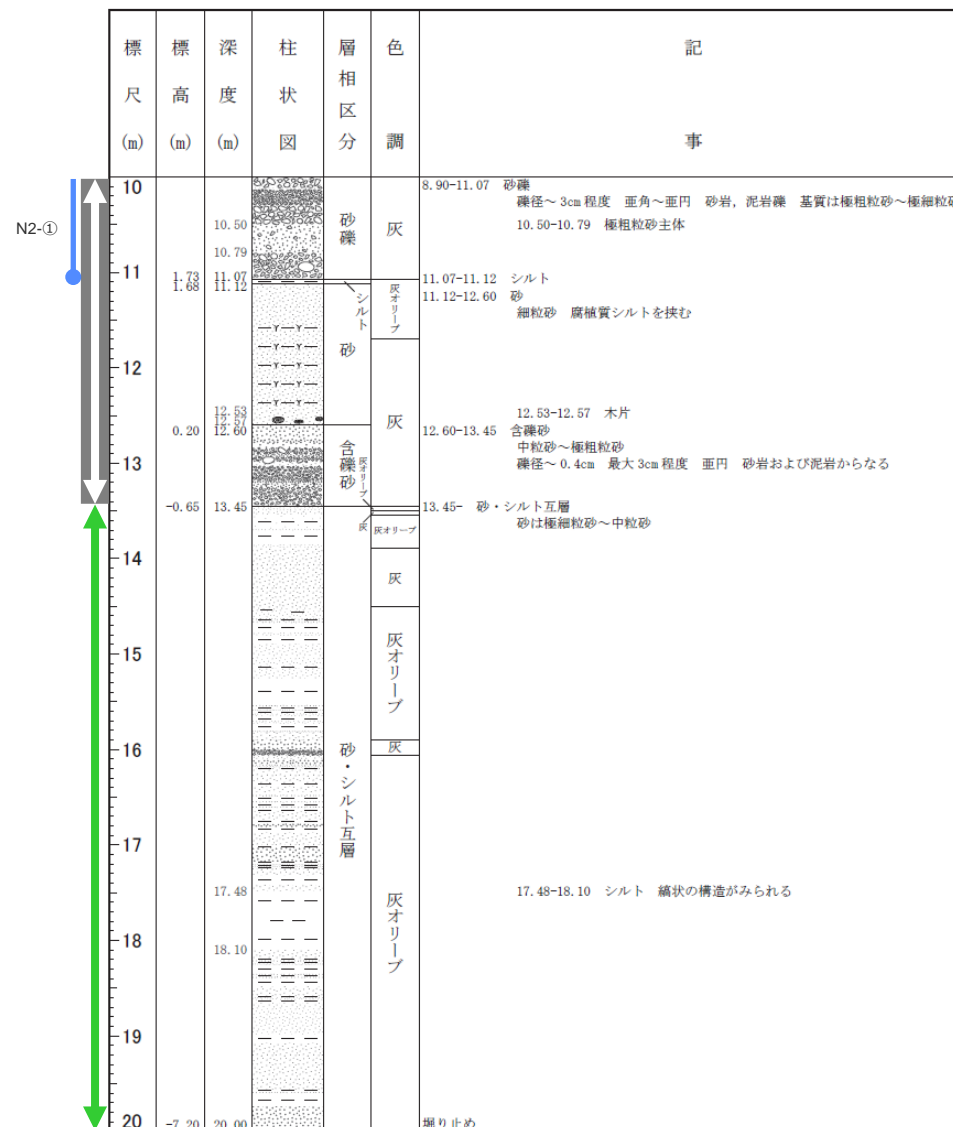 標尺(m)
標高(m)
深度(m)
柱状図
層相区分
色調
記事
N2-①
10
8.90-11.07 砂礫
礫径～3cm程度 亜角～亜円 砂岩，泥岩礫 基質は極粗粒砂～極細粒砂
砂礫
灰
10.50
10.50-10.79 極粗粒砂主体
10.79
11
1.73
11.07
11.07-11.12 シルト
1.68
11.12
11.12-12.60 砂
細粒砂 腐植質シルトを挟む
シルト
灰オリーブ
砂
12
灰
12.53
12.57
12.53-12.57 木片
0.20
12.60
12.60-13.45 含礫砂
中粒砂～極粗粒砂
礫径～0.4cm 最大3cm程度 亜円 砂岩および泥岩からなる
含礫砂
灰オリーブ
13
-0.65
13.45
13.45- 砂・シルト互層
砂は極細粒砂～中粒砂
灰
灰オリーブ
14
灰
15
灰オリーブ
16
灰
砂・シルト互層
17
17.48
17.48-18.10 シルト 縞状の構造がみられる
灰オリーブ
18
18.10
19
20
-7.20
20.00
掘り止め